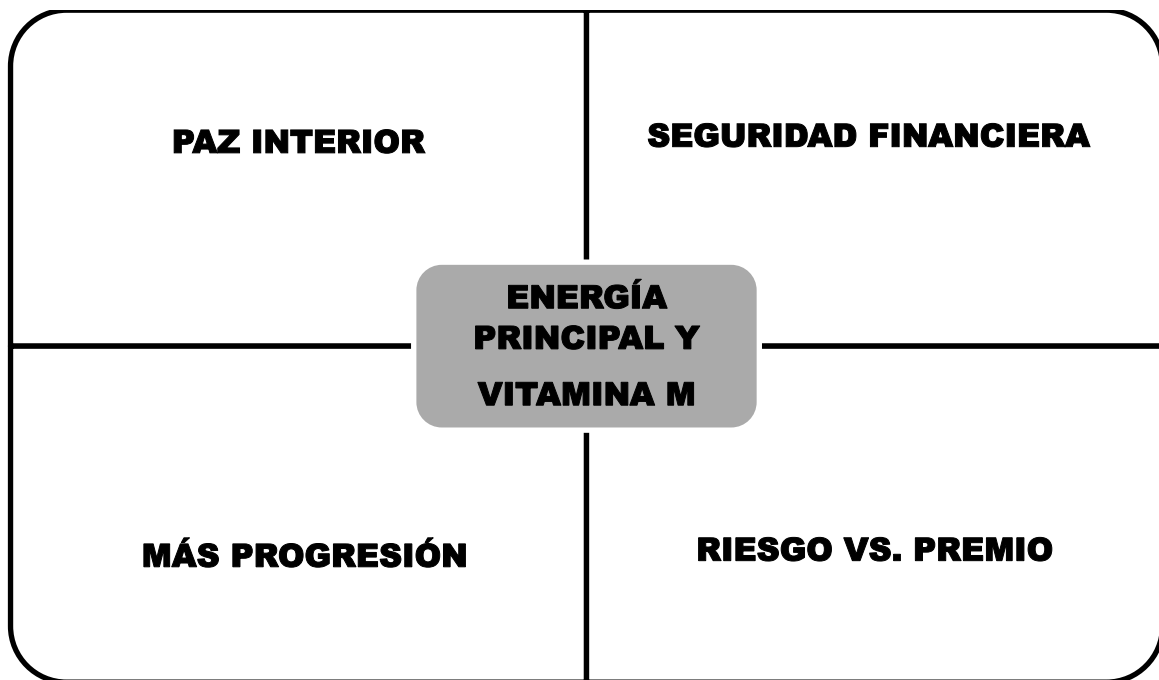 PAZ INTERIOR
SEGURIDAD FINANCIERA
ENERGÍA
PRINCIPAL Y
VITAMINA M
MÁS PROGRESIÓN
RIESGO VS. PREMIO